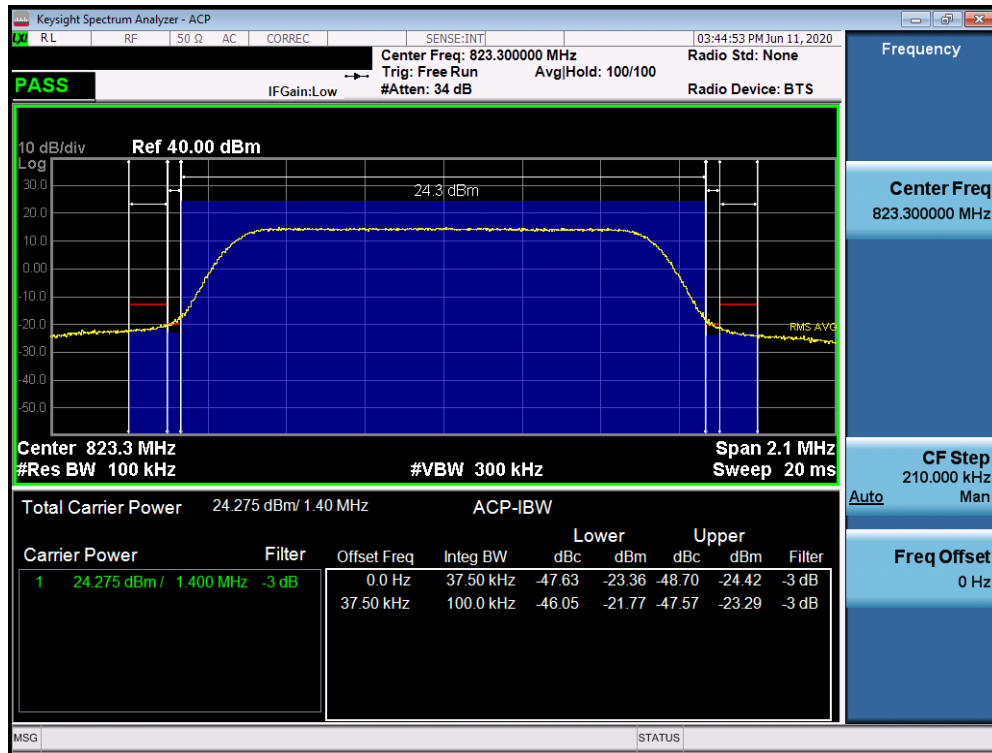 Keysight Spectrum Analyzer - ACP
LXI RL RF 50 Ω AC CORREC SENSE:INT 03:44:53 PM Jun 11, 2020
Center Freq: 823.300000 MHz Radio Std: None
Trig: Free Run Avg|Hold: 100/100
PASS IFGain:Low #Atten: 34 dB Radio Device: BTS
10 dB/div Ref 40.00 dBm
Log
30.0
24.3 dBm
20.0
10.0
0.00
-10.0
-20.0
RMS AVG
-30.0
-40.0
-50.0
Center 823.3 MHz Span 2.1 MHz
#Res BW 100 kHz #VBW 300 kHz Sweep 20 ms
Total Carrier Power 24.275 dBm/ 1.40 MHz ACP-IBW
Lower Upper
Carrier Power Filter Offset Freq Integ BW dBc dBm dBc dBm Filter
1 24.275 dBm / 1.400 MHz -3 dB 0.0 Hz 37.50 kHz -47.63 -23.36 -48.70 -24.42 -3 dB
37.50 kHz 100.0 kHz -46.05 -21.77 -47.57 -23.29 -3 dB
MSG STATUS
Frequency
Center Freq
823.300000 MHz
CF Step
210.000 kHz
Auto Man
Freq Offset
0 Hz